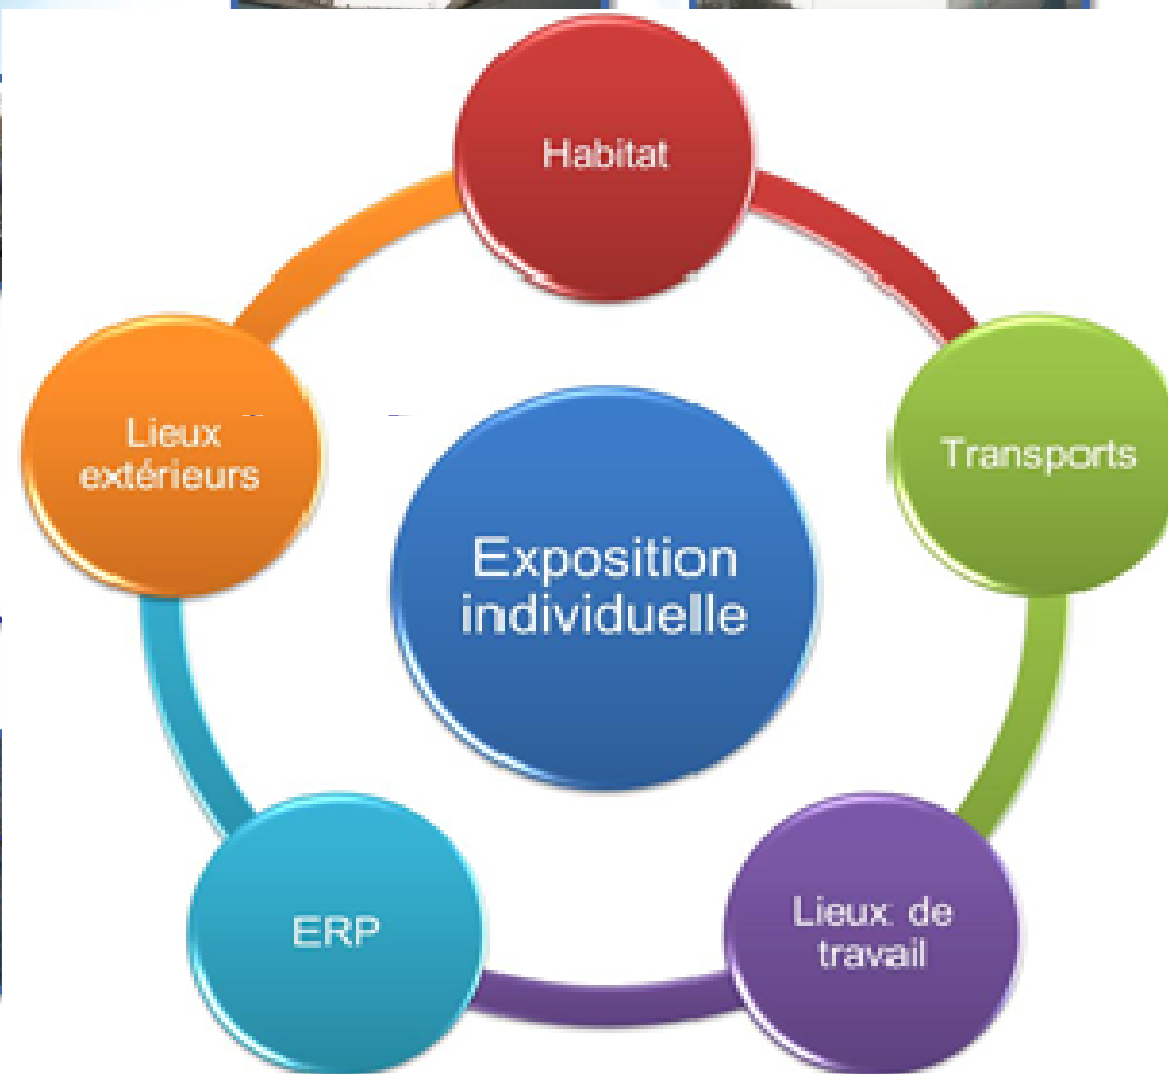 Habitat
Lieux
extérieurs
Transports
Exposition
individuelle
ERP
Lieux de
travail